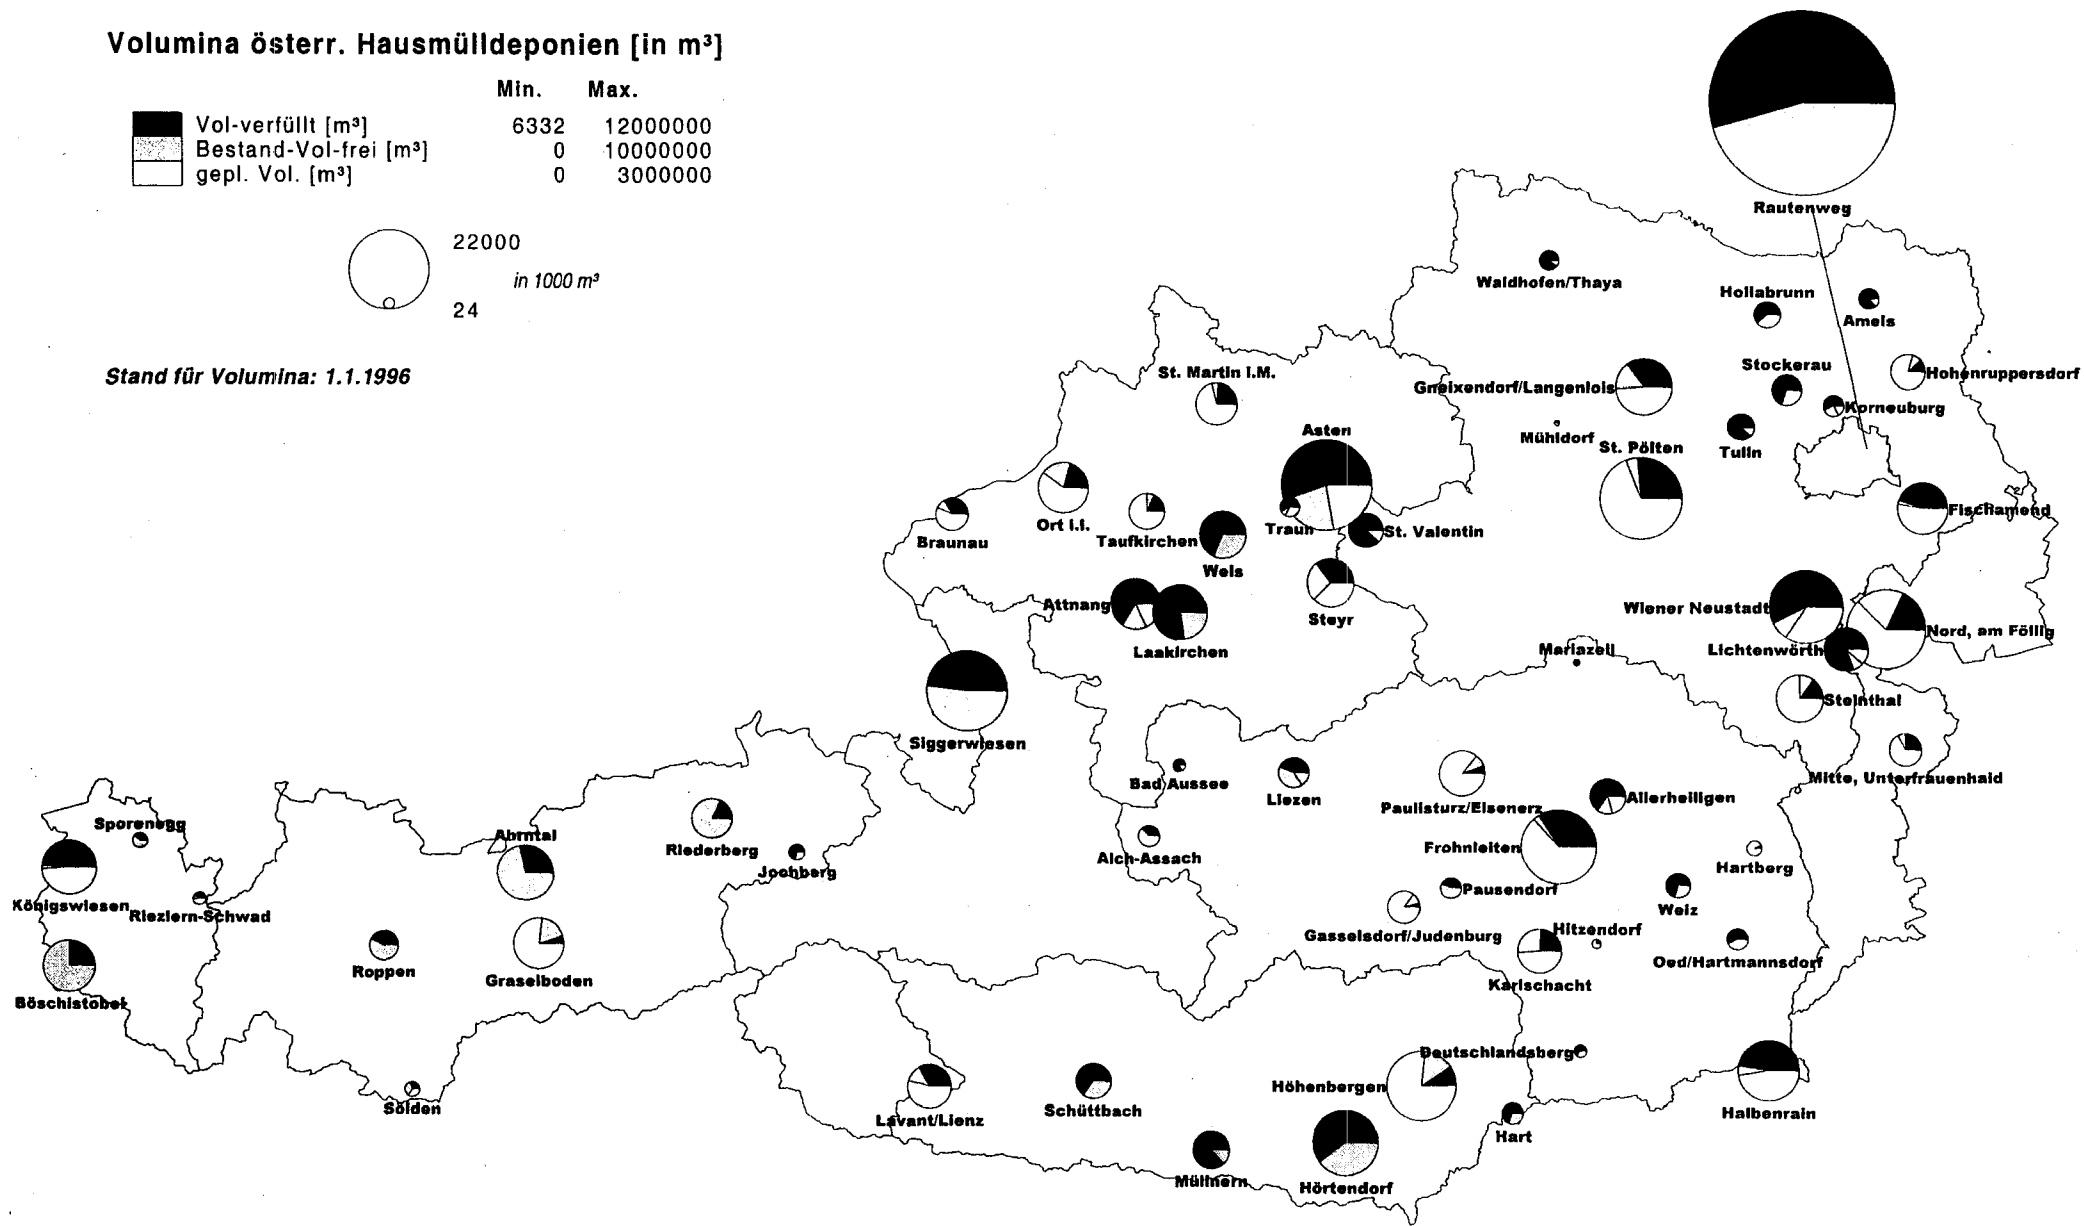 Volumina österr. Hausmülldeponien [in m³]
Min. Max.
Vol-verfüllt [m³] 6332 12000000
Bestand-Vol-frei [m³] 0 10000000
gepl. Vol. [m³] 0 3000000
22000
in 1000 m³
24
Stand für Volumina: 1.1.1996
Rautenweg
Waldhofen/Thaya
Hollabrunn
Ameis
St. Martin i.M.
Stockerau
Hohenruppersdorf
Gneixendorf/Langenlois
Korneuburg
Asten
Mühldorf
St. Pölten
Tulln
Fischamend
Ort i.I.
Traun
St. Valentin
Braunau
Taufkirchen
Wels
Attnang
Steyr
Wiener Neustadt
Nord, am Föllig
Laakirchen
Mariazell
Lichtenwörth
Steinthal
Siggerwiesen
Bad Aussee
Liezen
Mitte, Unterfrauenhaid
Paulisturz/Eisenerz
Allerheiligen
Sporenegg
Ahrntal
Riederberg
Jochberg
Aich-Assach
Frohnleiten
Hartberg
Königswiesen
Riezlern-Schwad
Pausendorf
Weiz
Gasselsdorf/Judenburg
Hitzendorf
Roppen
Graselboden
Oed/Hartmannsdorf
Karlschacht
Böschistobel
Deutschlandsberg
Höhenbergen
Sölden
Lavant/Lienz
Schüttbach
Halbenrain
Hart
Müllnern
Hörtendorf